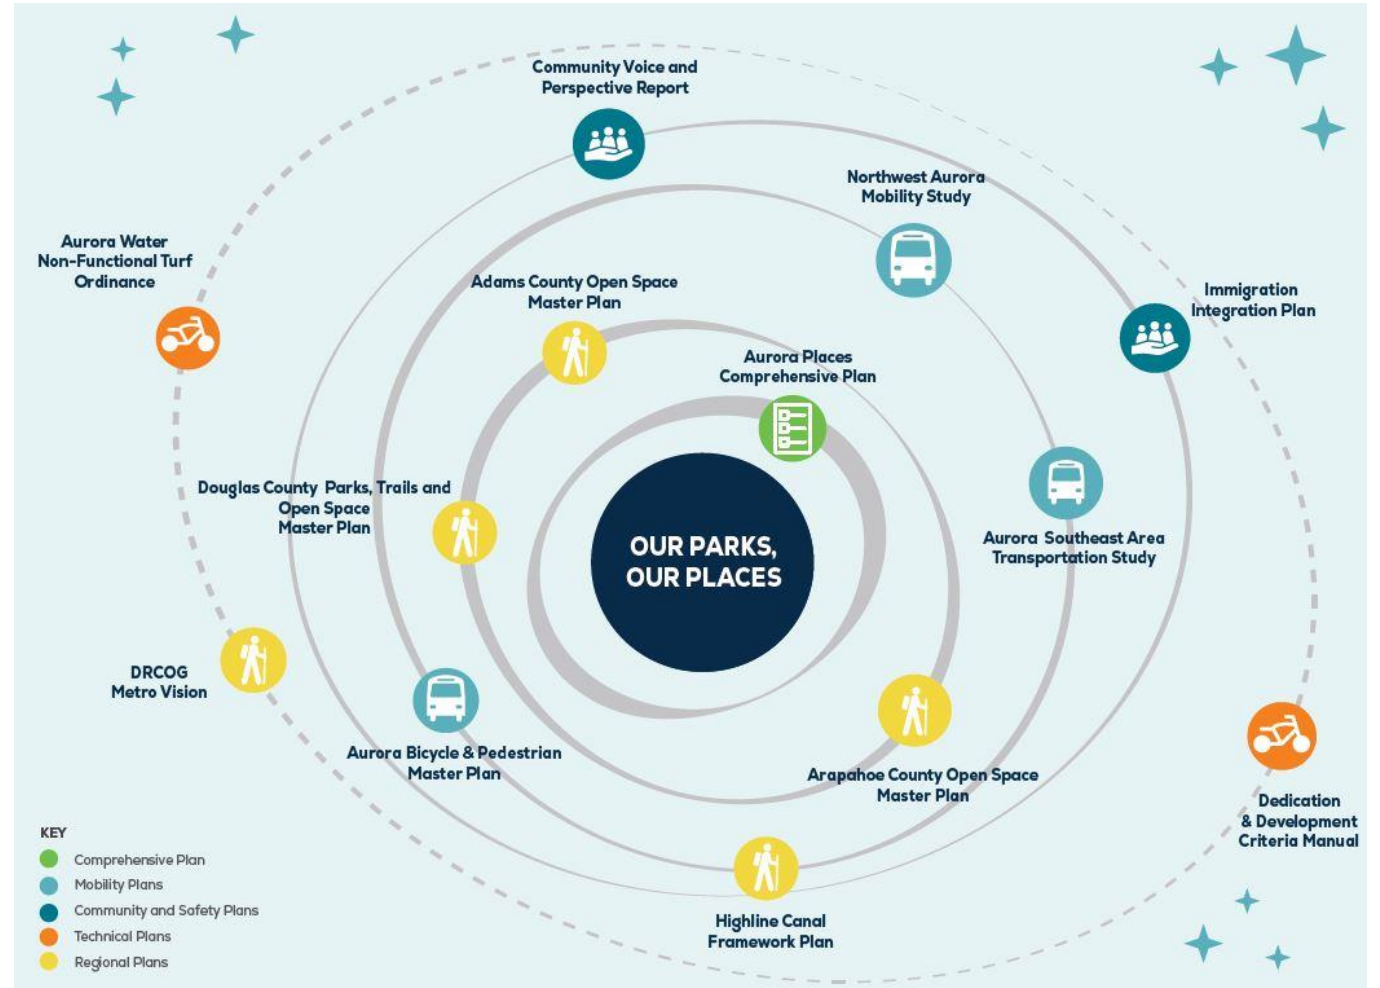 Community Voice and
Perspective Report
Northwest Aurora
Mobility Study
Aurora Water
Non-Functional Turf
Ordinance
Adams County Open Space
Master Plan
Immigration
Integration Plan
Aurora Places
Comprehensive Plan
Douglas County Parks, Trails and
Open Space
Master Plan
OUR PARKS,
OUR PLACES
Aurora Southeast Area
Transportation Study
DRCOG
Metro Vision
Aurora Bicycle & Pedestrian
Master Plan
Arapahoe County Open Space
Master Plan
Dedication
& Development
Criteria Manual
Highline Canal
Framework Plan
KEY
Comprehensive Plan
Mobility Plans
Community and Safety Plans
Technical Plans
Regional Plans